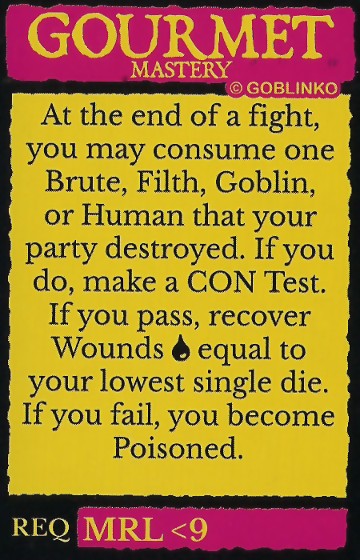 GOURMET
MASTERY
© GOBLINKO
At the end of a fight,
you may consume one
Brute, Filth, Goblin,
or Human that your
party destroyed. If you
do, make a CON Test.
If you pass, recover
Wounds equal to
your lowest single die.
If you fail, you become
Poisoned.
REQ MRL <9